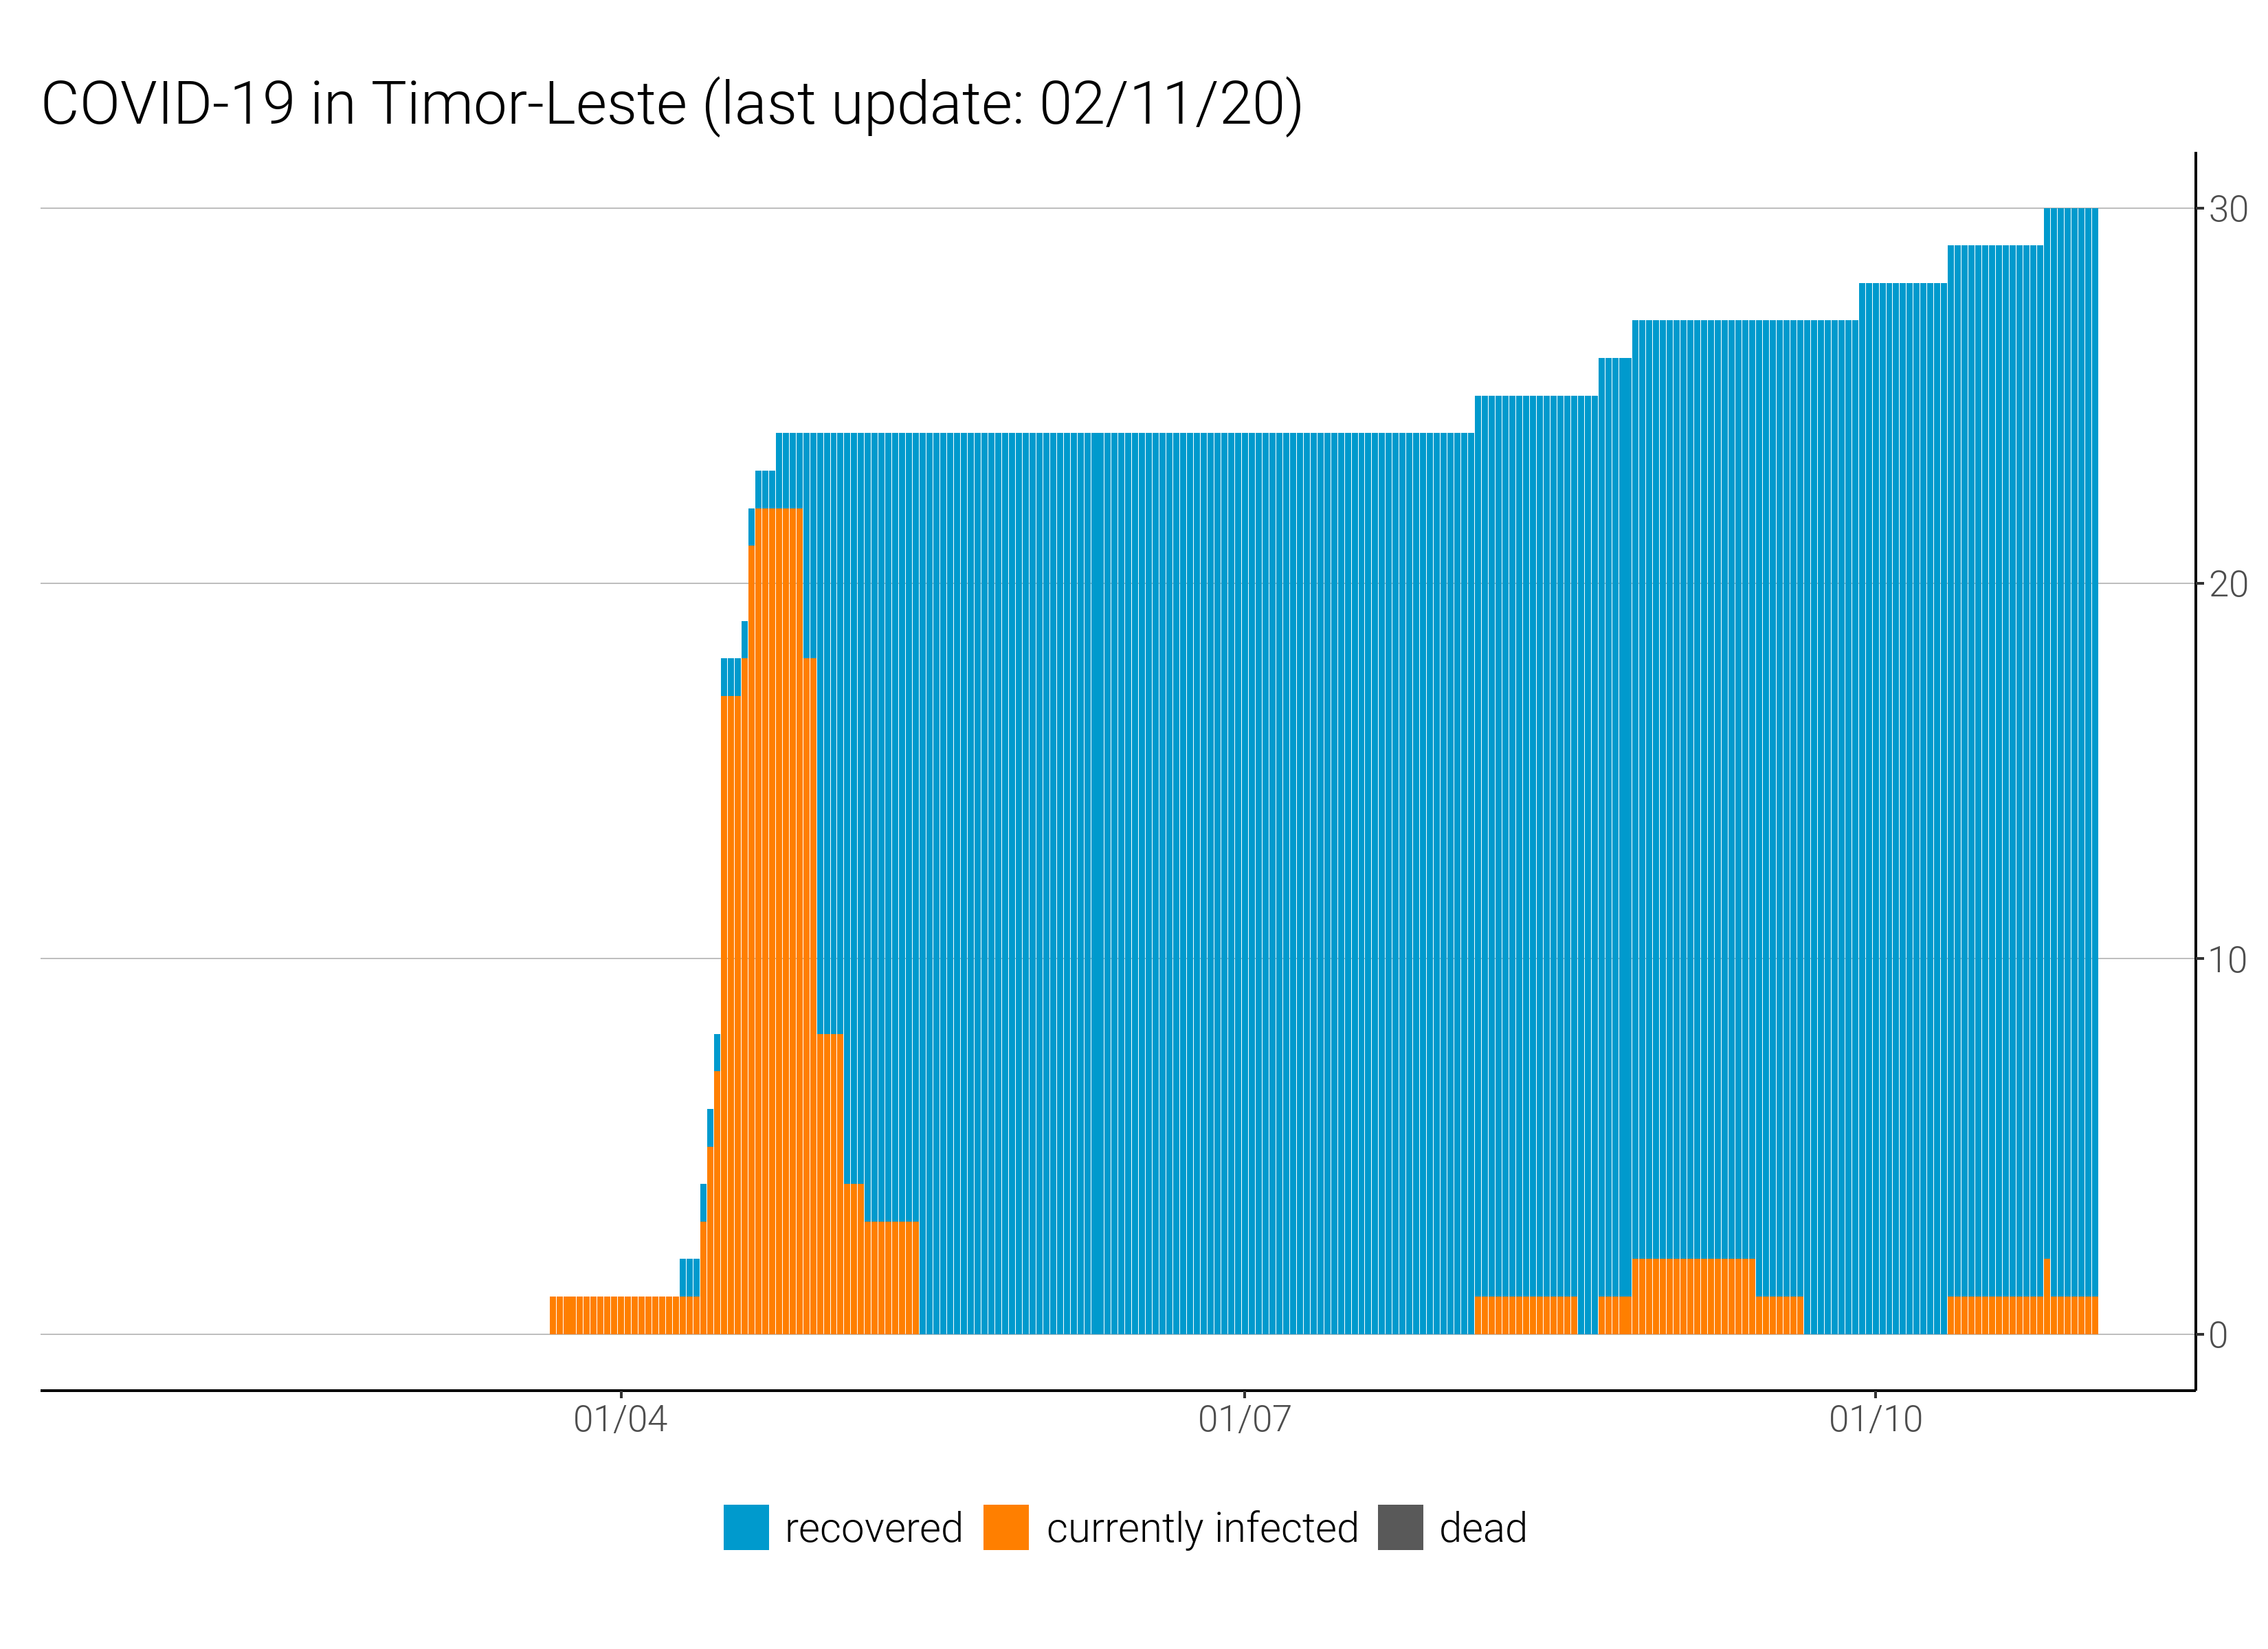 COVID-19 in Timor-Leste (last update: 02/11/20)
30
20
10
0
01/04 01/07 01/10
recovered currently infected dead